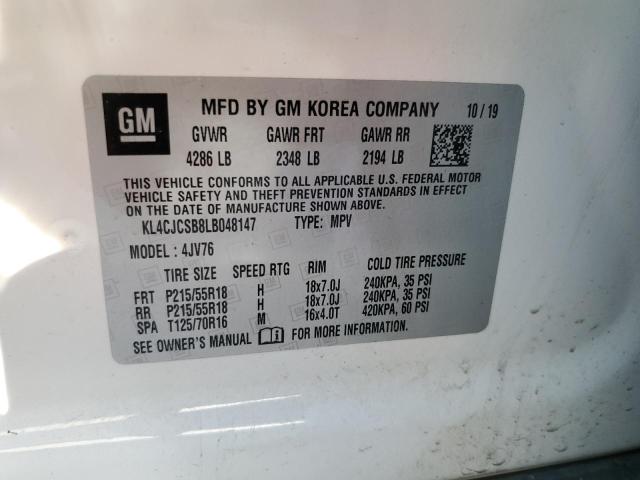 GM MFD BY GM KOREA COMPANY 10/19
GVWR GAWR FRT GAWR RR
4286 LB 2348 LB 2194 LB
THIS VEHICLE CONFORMS TO ALL APPLICABLE U.S. FEDERAL MOTOR
VEHICLE SAFETY AND THEFT PREVENTION STANDARDS IN EFFECT
ON THE DATE OF MANUFACTURE SHOWN ABOVE.
KL4CJCSB8LB048147 TYPE: MPV
MODEL: 4JV76
TIRE SIZE SPEED RTG RIM COLD TIRE PRESSURE
FRT P215/55R18 H 18x7.0J 240KPA, 35 PSI
RR P215/55R18 H 18x7.0J 240KPA, 35 PSI
SPA T125/70R16 M 16x4.0T 420KPA, 60 PSI
SEE OWNER'S MANUAL FOR MORE INFORMATION.